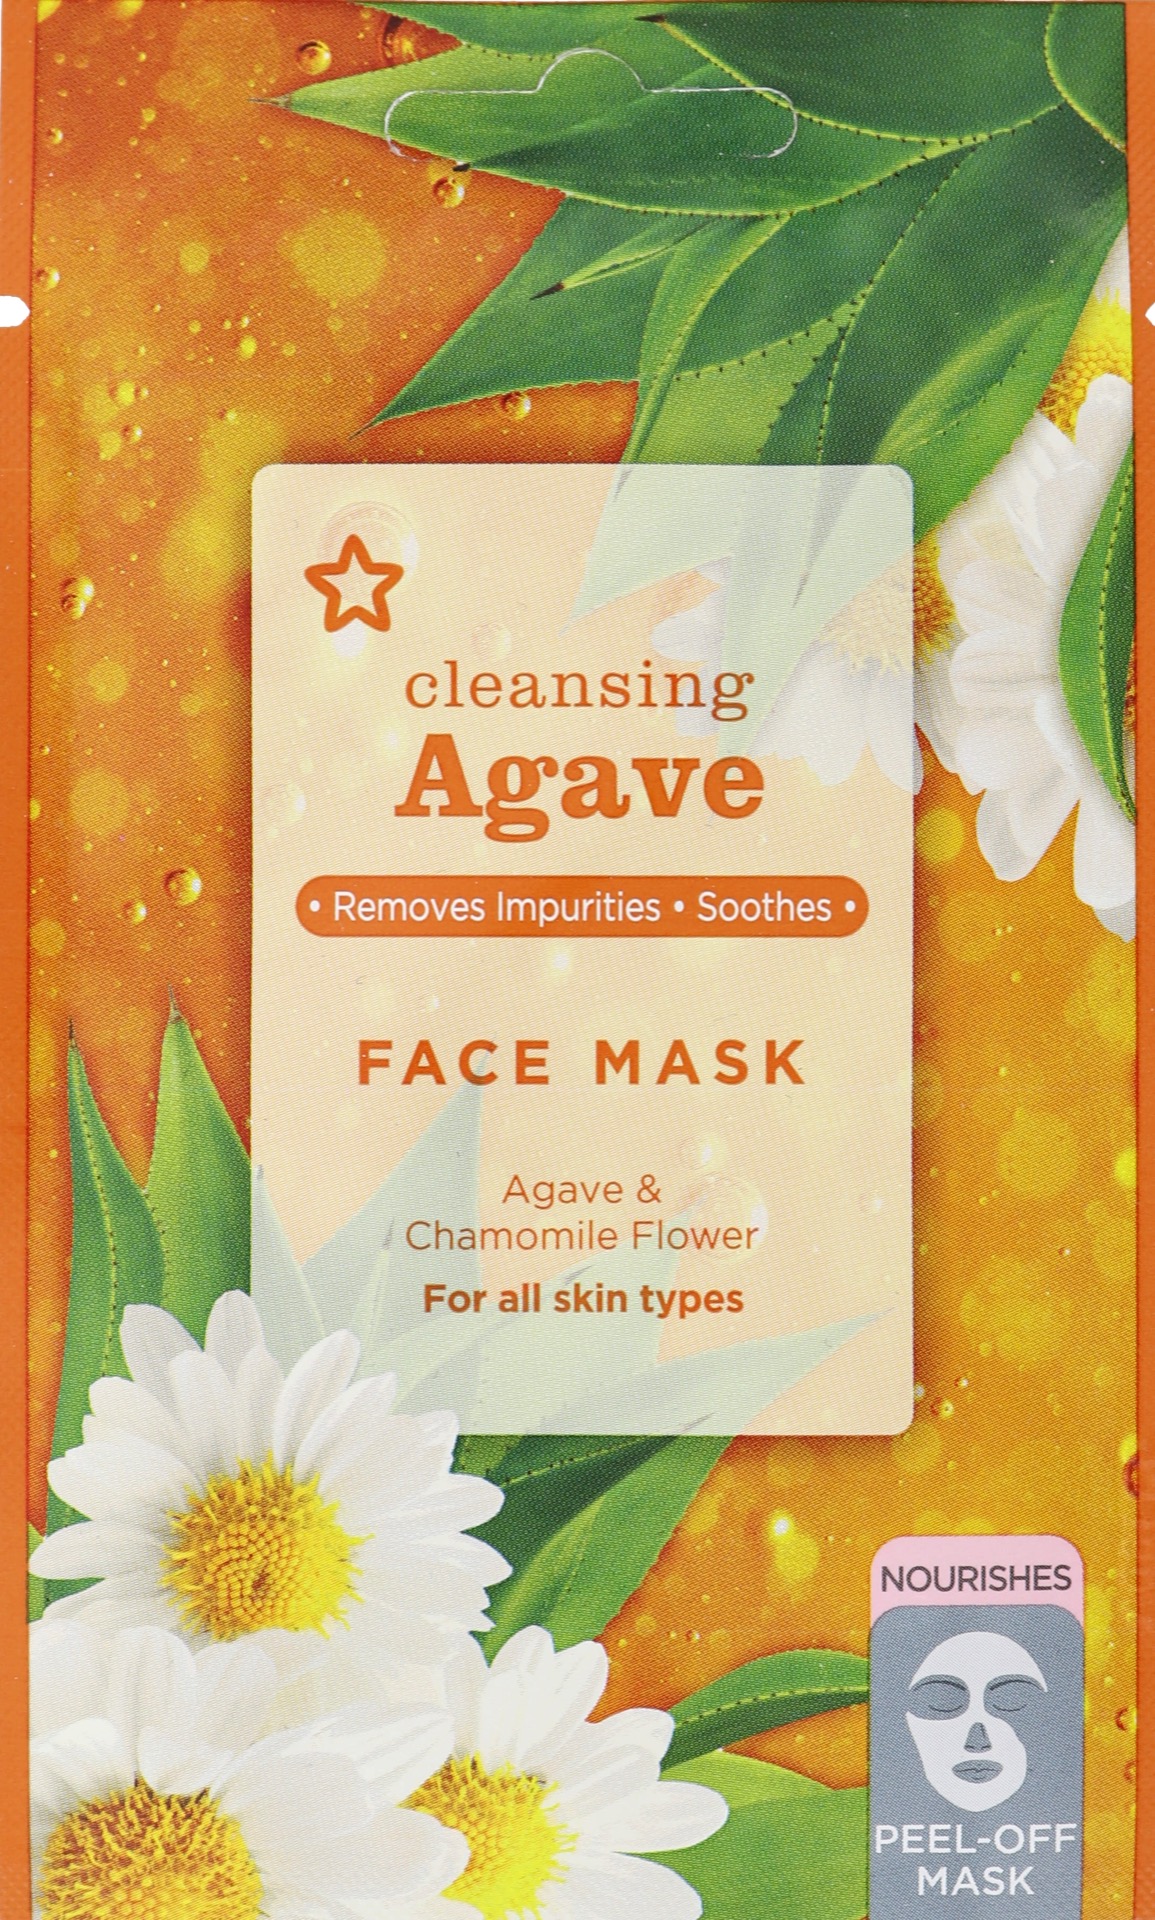 cleansing
Agave
• Removes Impurities • Soothes •
FACE MASK
Agave &
Chamomile Flower
For all skin types
NOURISHES
PEEL-OFF
MASK